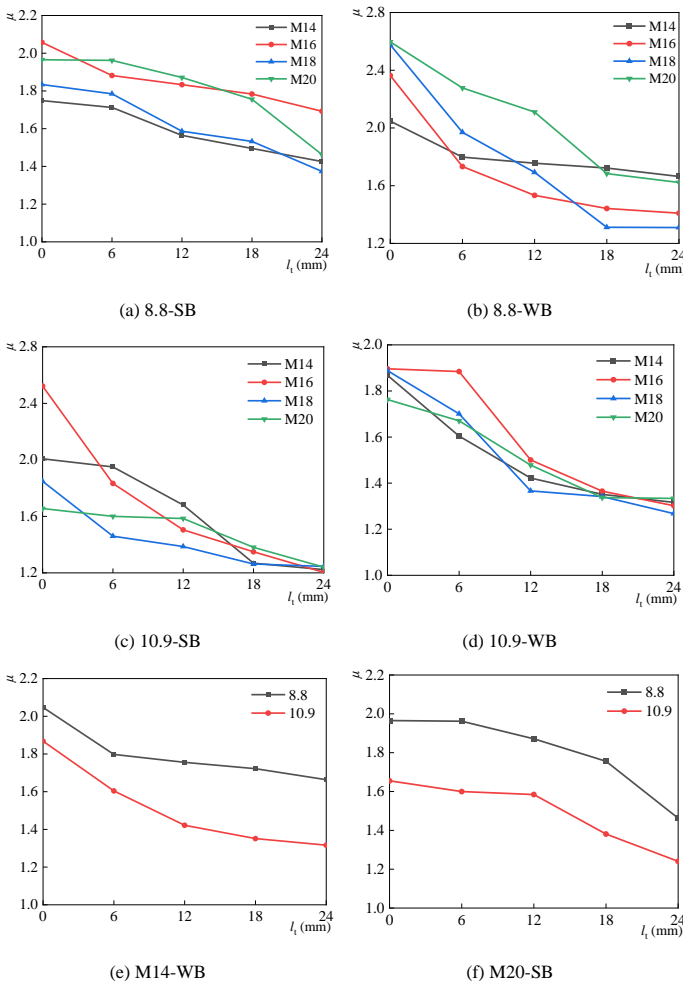 μ
2.2
2.0
1.8
1.6
1.4
1.2
1.0
0 6 12 18 24
lt (mm)
M14
M16
M18
M20
(a) 8.8-SB
μ
2.8
2.4
2.0
1.6
1.2
0 6 12 18 24
lt (mm)
M14
M16
M18
M20
(b) 8.8-WB
μ
2.8
2.4
2.0
1.6
1.2
0 6 12 18 24
lt (mm)
M14
M16
M18
M20
(c) 10.9-SB
μ
2.0
1.8
1.6
1.4
1.2
1.0
0 6 12 18 24
lt (mm)
M14
M16
M18
M20
(d) 10.9-WB
μ
2.2
2.0
1.8
1.6
1.4
1.2
1.0
0 6 12 18 24
lt (mm)
8.8
10.9
(e) M14-WB
μ
2.2
2.0
1.8
1.6
1.4
1.2
1.0
0 6 12 18 24
lt (mm)
8.8
10.9
(f) M20-SB